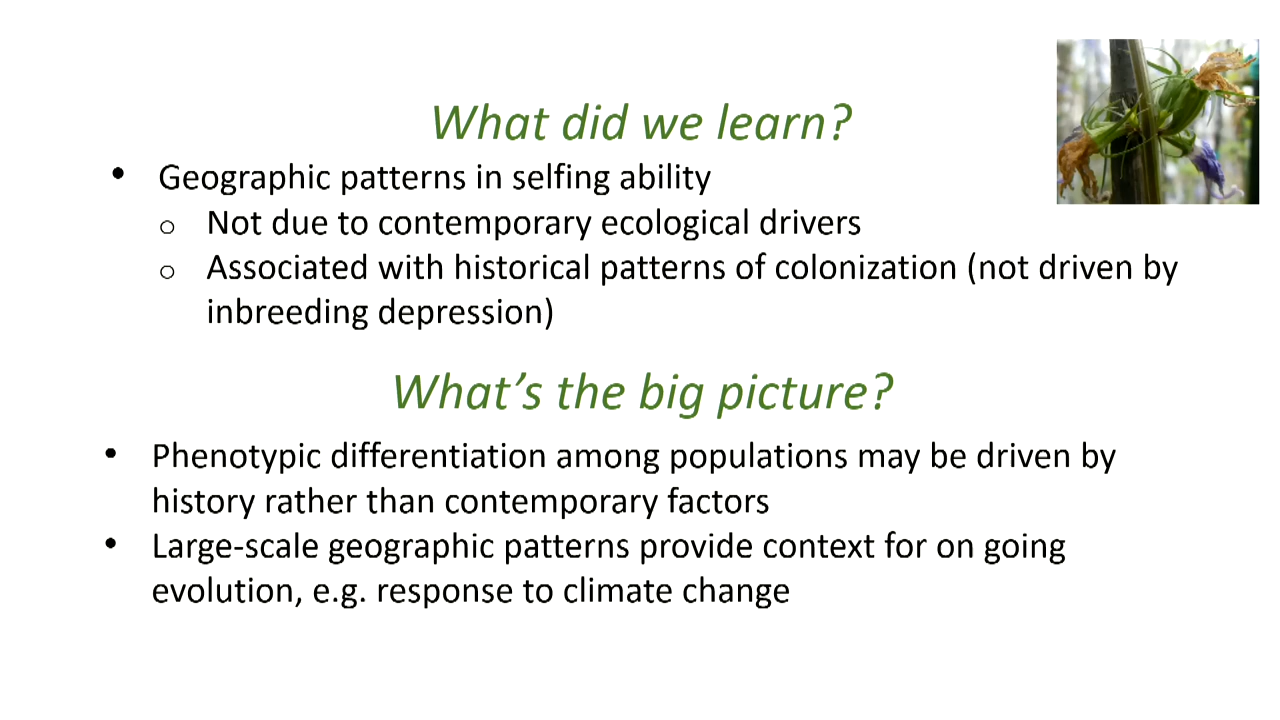 What did we learn?
• Geographic patterns in selfing ability
o Not due to contemporary ecological drivers
o Associated with historical patterns of colonization (not driven by
inbreeding depression)
What’s the big picture?
• Phenotypic differentiation among populations may be driven by
history rather than contemporary factors
• Large-scale geographic patterns provide context for on going
evolution, e.g. response to climate change